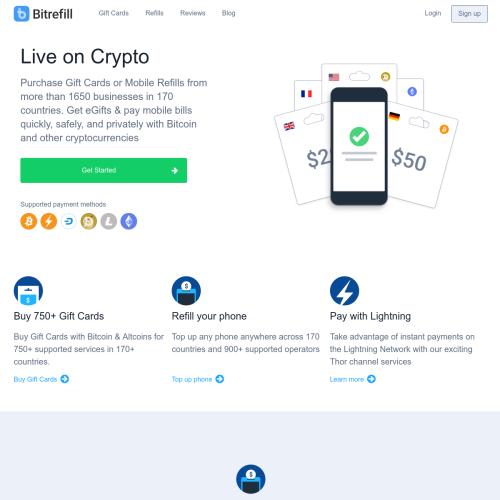 Bitrefill
Gift Cards
Refills
Reviews
Blog
Login
Sign up
Live on Crypto
Purchase Gift Cards or Mobile Refills from
more than 1650 businesses in 170
countries. Get eGifts & pay mobile bills
quickly, safely, and privately with Bitcoin
and other cryptocurrencies
Get Started
Supported payment methods
$2
$50
Buy 750+ Gift Cards
Buy Gift Cards with Bitcoin & Altcoins for
750+ supported services in 170+
countries.
Buy Gift Cards
Refill your phone
Top up any phone anywhere across 170
countries and 900+ supported operators
Top up phone
Pay with Lightning
Take advantage of instant payments on
the Lightning Network with our exciting
Thor channel services
Learn more